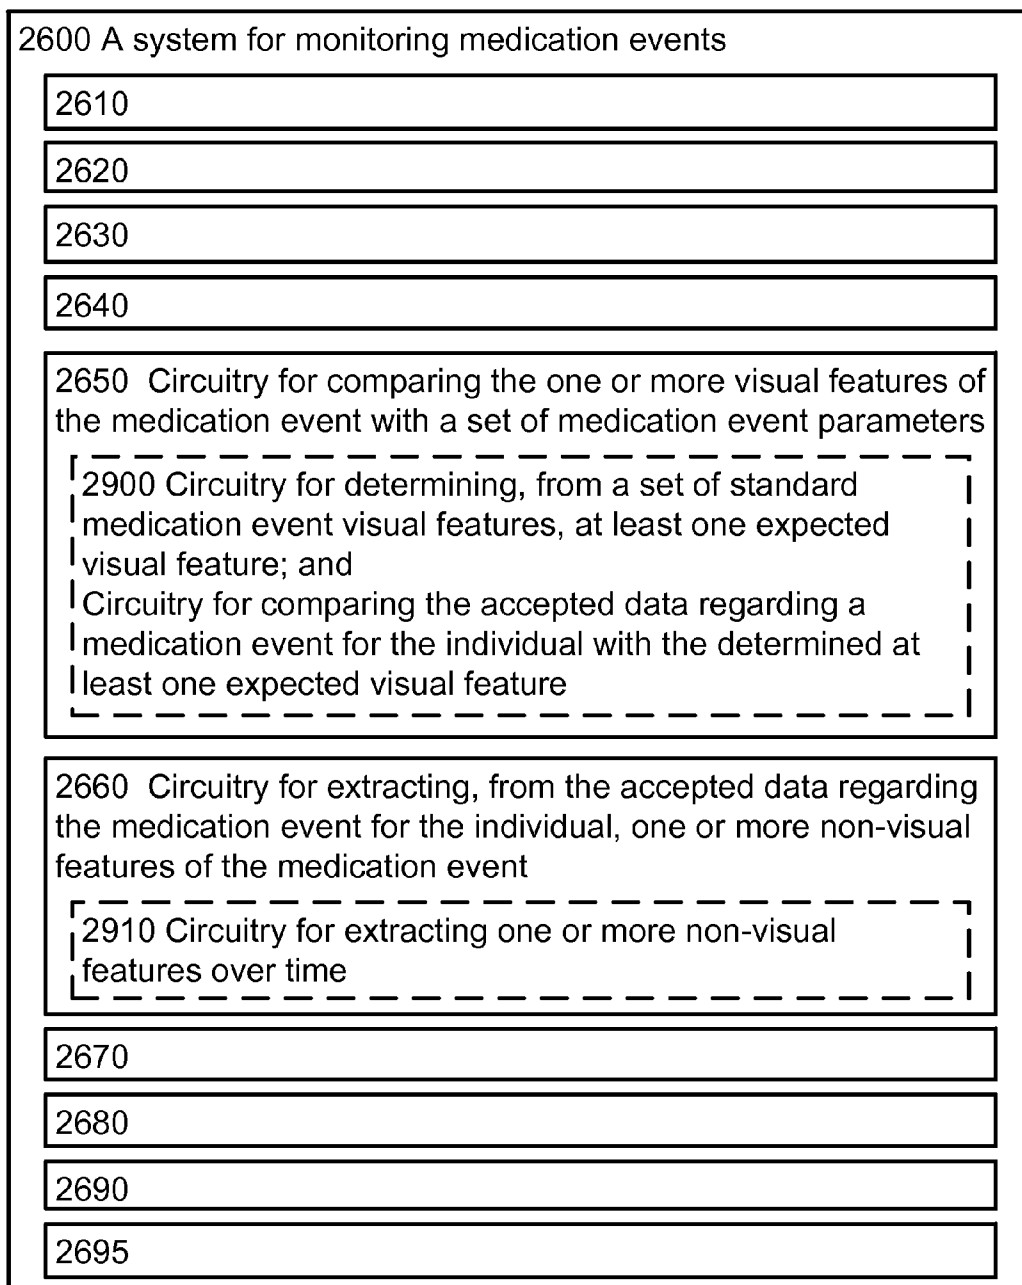 2600 A system for monitoring medication events
2610
2620
2630
2640
2650 Circuitry for comparing the one or more visual features of
the medication event with a set of medication event parameters
2900 Circuitry for determining, from a set of standard
medication event visual features, at least one expected
visual feature; and
Circuitry for comparing the accepted data regarding a
medication event for the individual with the determined at
least one expected visual feature
2660 Circuitry for extracting, from the accepted data regarding
the medication event for the individual, one or more non-visual
features of the medication event
2910 Circuitry for extracting one or more non-visual
features over time
2670
2680
2690
2695